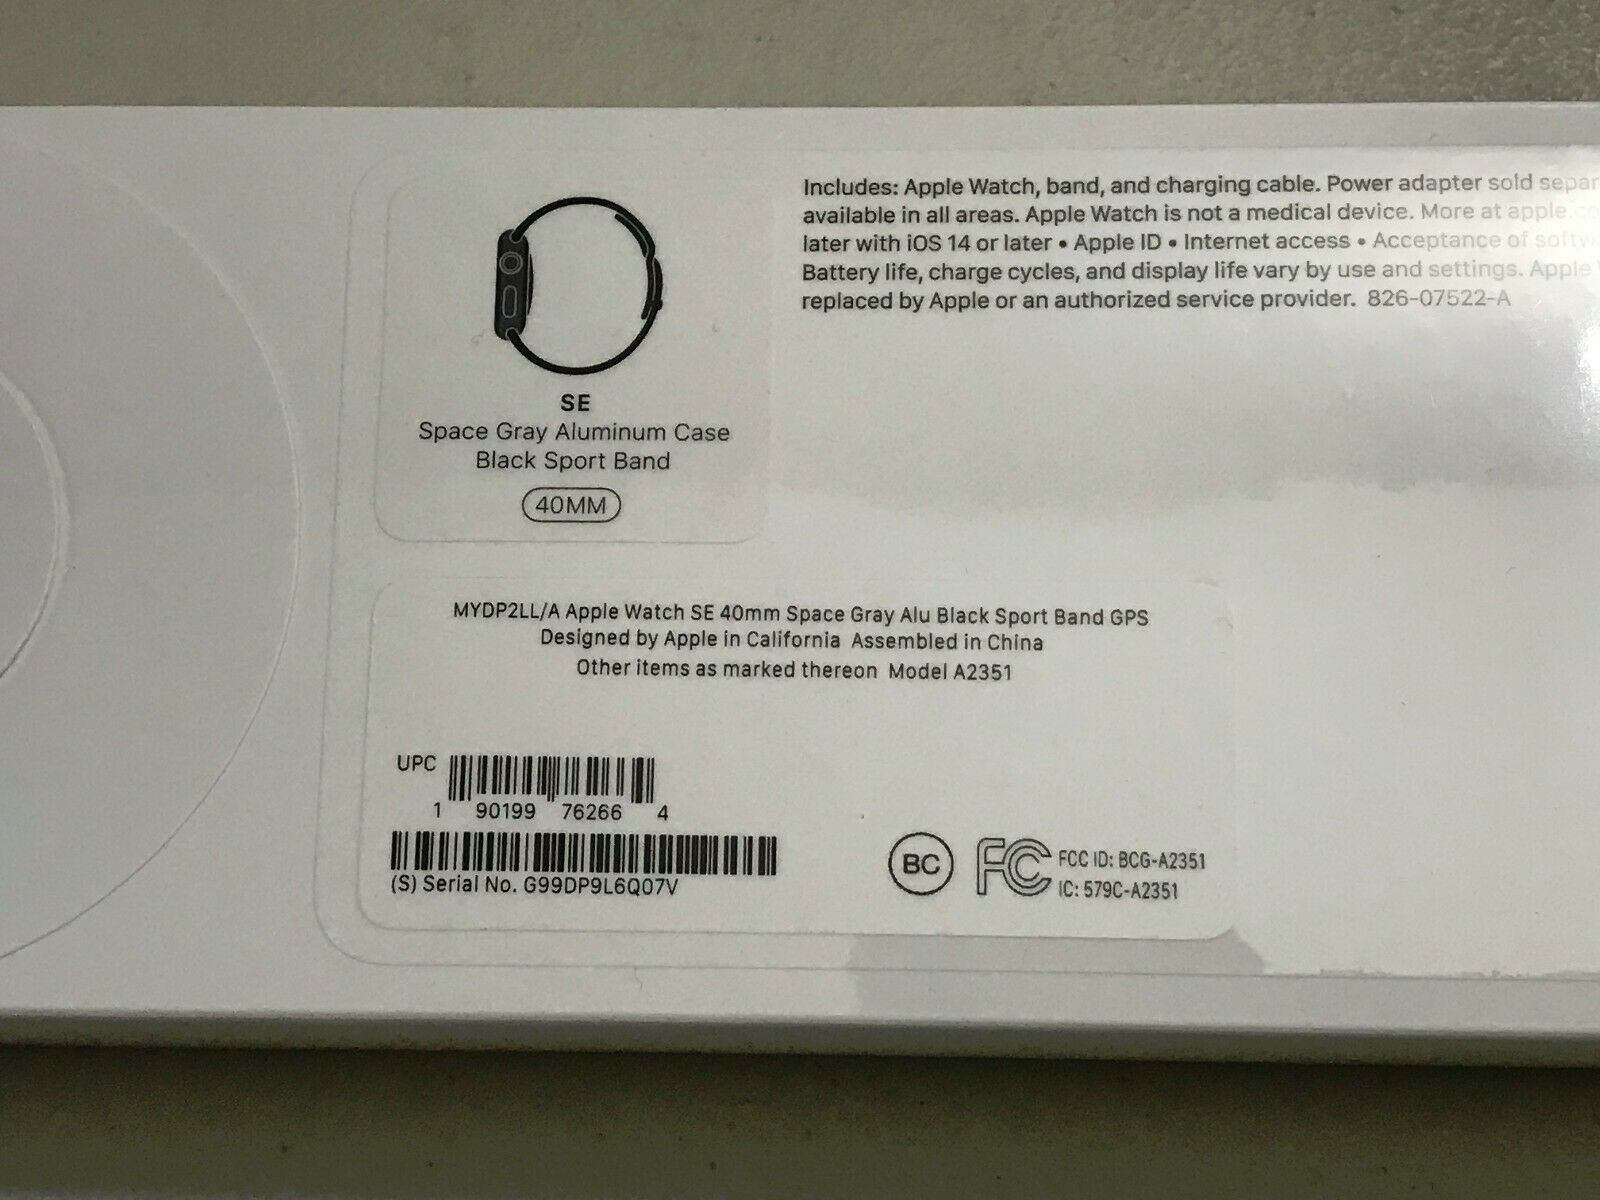 Includes: Apple Watch, band, and charging cable. Power adapter sold separ
available in all areas. Apple Watch is not a medical device. More at apple.co
later with iOS 14 or later • Apple ID • Internet access • Acceptance of softw
Battery life, charge cycles, and display life vary by use and settings. Apple
replaced by Apple or an authorized service provider. 826-07522-A
SE
Space Gray Aluminum Case
Black Sport Band
40MM
MYDP2LL/A Apple Watch SE 40mm Space Gray Alu Black Sport Band GPS
Designed by Apple in California Assembled in China
Other items as marked thereon Model A2351
UPC
1 90199 76266 4
(S) Serial No. G99DP9L6Q07V
BC
FC
FCC ID: BCG-A2351
IC: 579C-A2351